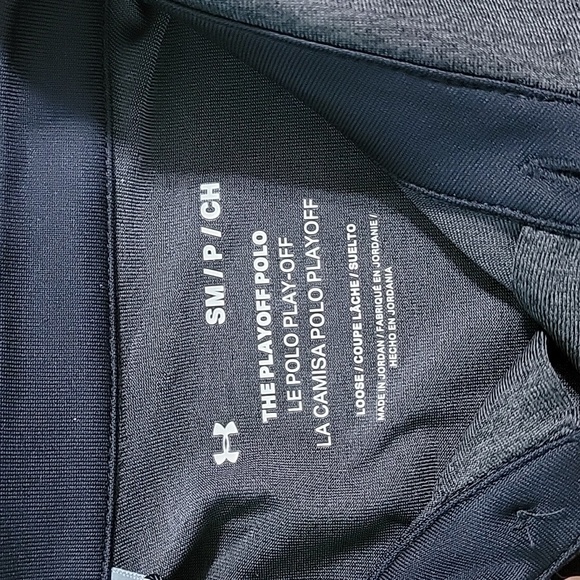 SM / P / CH
THE PLAYOFF POLO
LE POLO PLAY-OFF
LA CAMISA POLO PLAYOFF
LOOSE / COUPE LÂCHE / SUELTO
MADE IN JORDAN / FABRIQUÉ EN JORDANIE /
HECHO EN JORDANIA